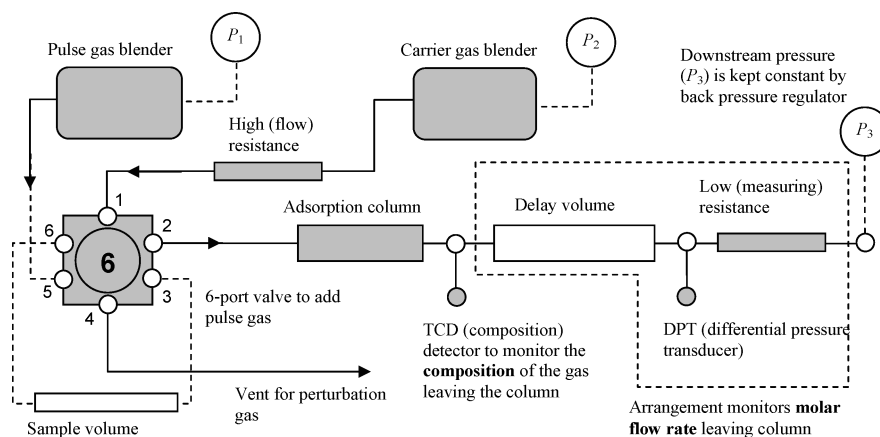 Pulse gas blender
P1
Carrier gas blender
P2
Downstream pressure
(P3) is kept constant by
back pressure regulator
P3
High (flow)
resistance
1
2
3
4
5
6
6
Adsorption column
Delay volume
Low (measuring)
resistance
6-port valve to add
pulse gas
TCD (composition)
detector to monitor the
composition of the gas
leaving the column
DPT (differential pressure
transducer)
Vent for perturbation
gas
Sample volume
Arrangement monitors molar
flow rate leaving column